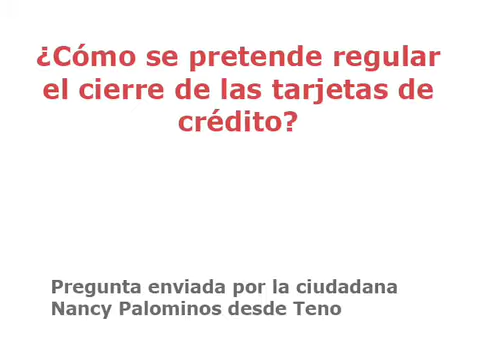 ¿Cómo se pretende regular
el cierre de las tarjetas de
crédito?
Pregunta enviada por la ciudadana
Nancy Palominos desde Teno